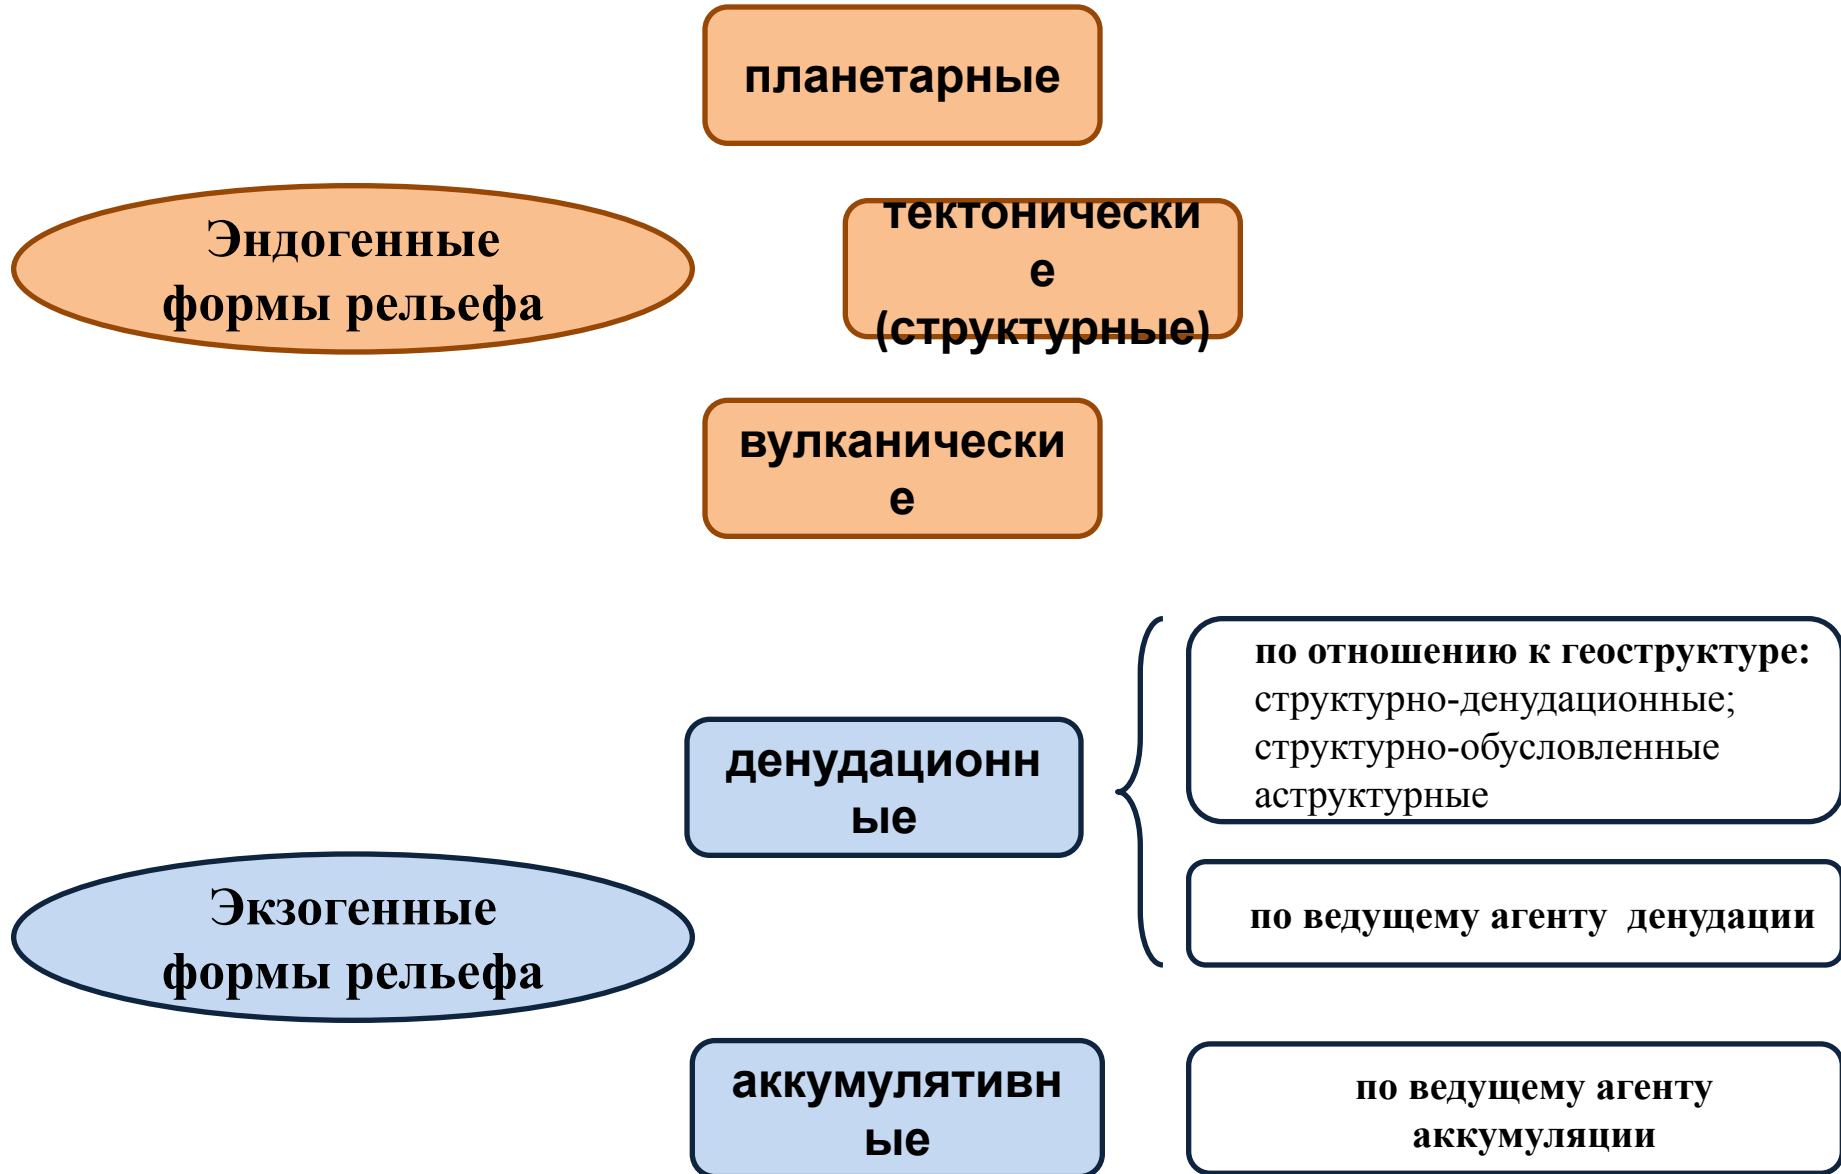 планетарные
Эндогенные
формы рельефа
тектонически
е
(структурные)
вулканически
е
по отношению к геоструктуре:
структурно-денудационные;
структурно-обусловленные
аструктурные
денудационн
ые
по ведущему агенту денудации
Экзогенные
формы рельефа
аккумулятивн
ые
по ведущему агенту
аккумуляции